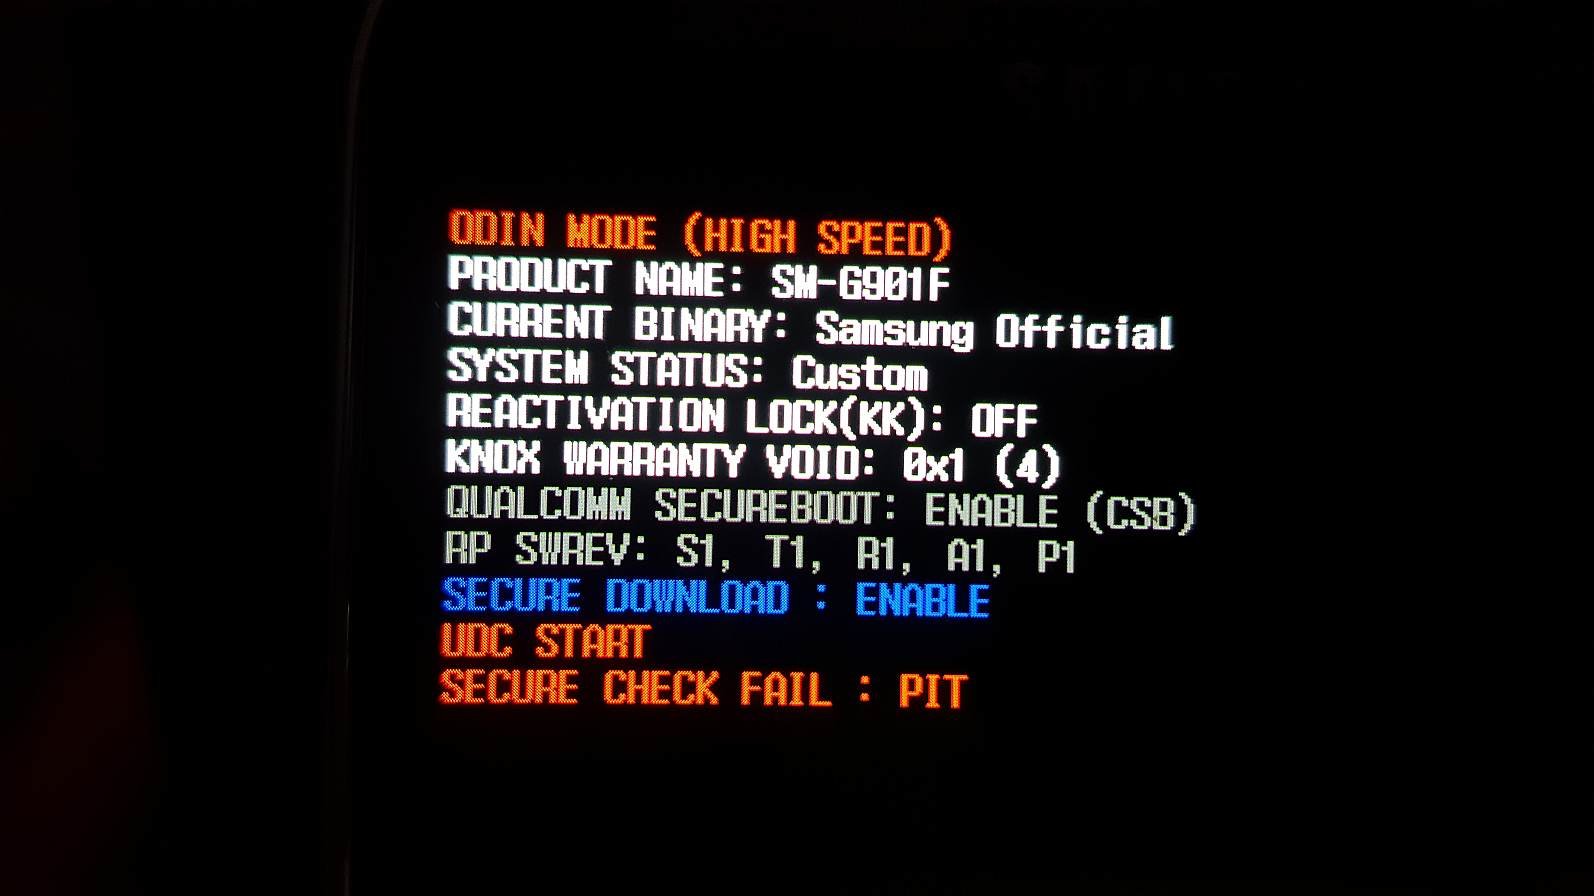 ODIN MODE (HIGH SPEED)
PRODUCT NAME: SM-G901F
CURRENT BINARY: Samsung Official
SYSTEM STATUS: Custom
REACTIVATION LOCK(KK): OFF
KNOX WARRANTY VOID: 0x1 (4)
QUALCOMM SECUREBOOT: ENABLE (CSB)
RP SWREV: S1, T1, R1, A1, P1
SECURE DOWNLOAD : ENABLE
UDC START
SECURE CHECK FAIL : PIT